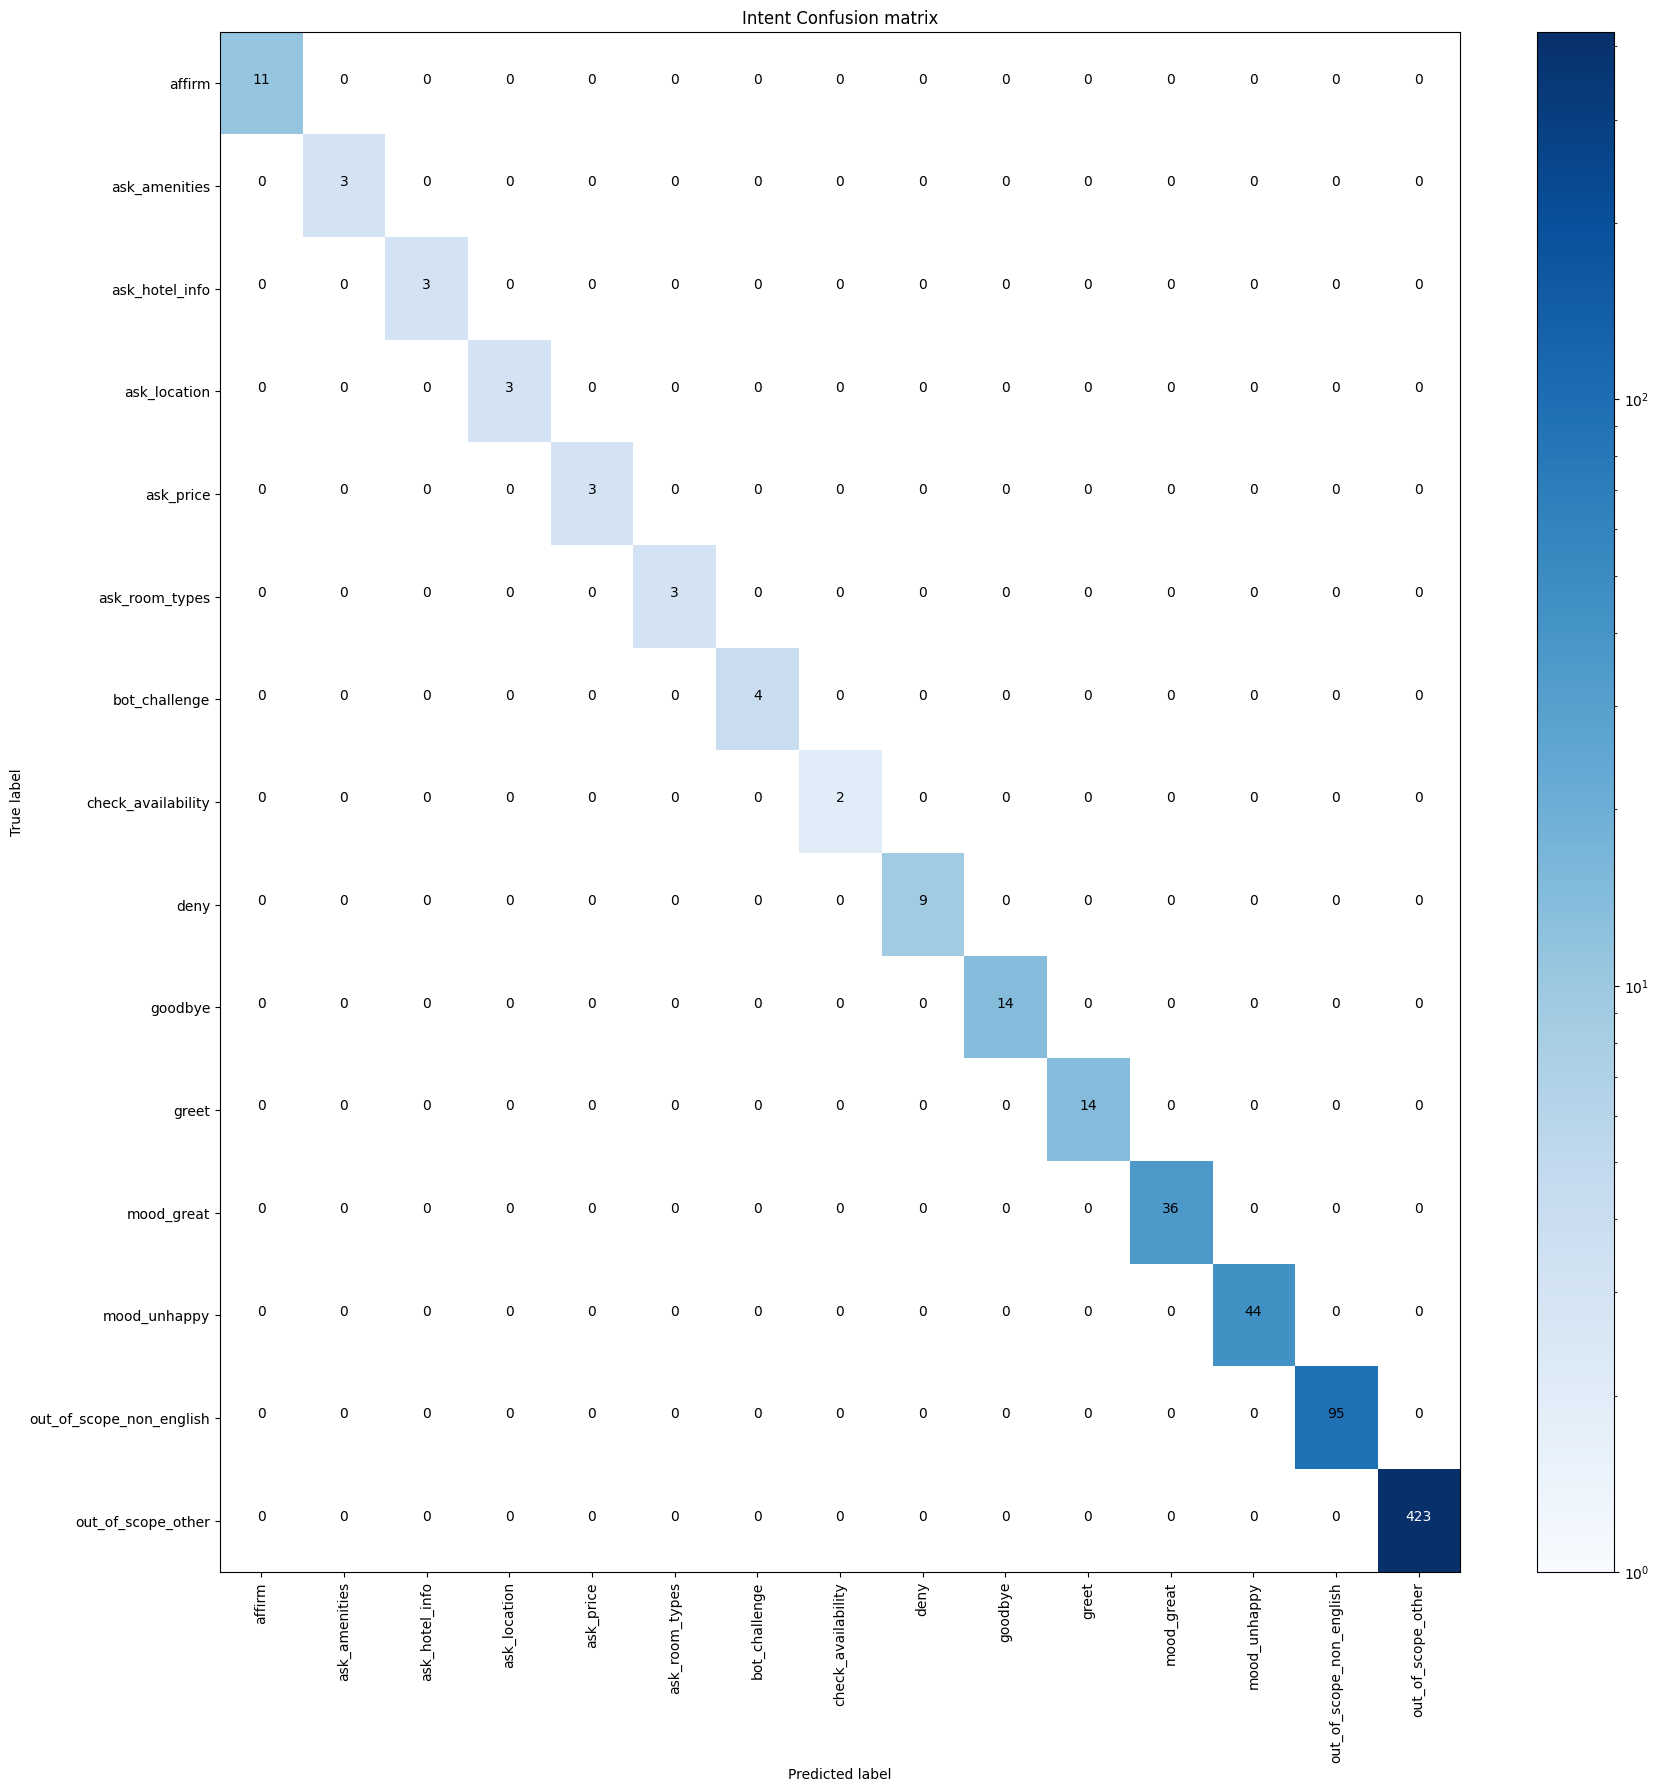 Intent Confusion matrix
affirm 11 0 0 0 0 0 0 0 0 0 0 0 0 0 0
ask_amenities 0 3 0 0 0 0 0 0 0 0 0 0 0 0 0
ask_hotel_info 0 0 3 0 0 0 0 0 0 0 0 0 0 0 0
ask_location 0 0 0 3 0 0 0 0 0 0 0 0 0 0 0
10²
ask_price 0 0 0 0 3 0 0 0 0 0 0 0 0 0 0
ask_room_types 0 0 0 0 0 3 0 0 0 0 0 0 0 0 0
bot_challenge 0 0 0 0 0 0 4 0 0 0 0 0 0 0 0
True label
check_availability 0 0 0 0 0 0 0 2 0 0 0 0 0 0 0
deny 0 0 0 0 0 0 0 0 9 0 0 0 0 0 0
10¹
goodbye 0 0 0 0 0 0 0 0 0 14 0 0 0 0 0
greet 0 0 0 0 0 0 0 0 0 0 14 0 0 0 0
mood_great 0 0 0 0 0 0 0 0 0 0 0 36 0 0 0
mood_unhappy 0 0 0 0 0 0 0 0 0 0 0 0 44 0 0
out_of_scope_non_english 0 0 0 0 0 0 0 0 0 0 0 0 0 95 0
out_of_scope_other 0 0 0 0 0 0 0 0 0 0 0 0 0 0 423
10⁰
affirm
ask_amenities
ask_hotel_info
ask_location
ask_price
ask_room_types
bot_challenge
check_availability
deny
goodbye
greet
mood_great
mood_unhappy
out_of_scope_non_english
out_of_scope_other
Predicted label